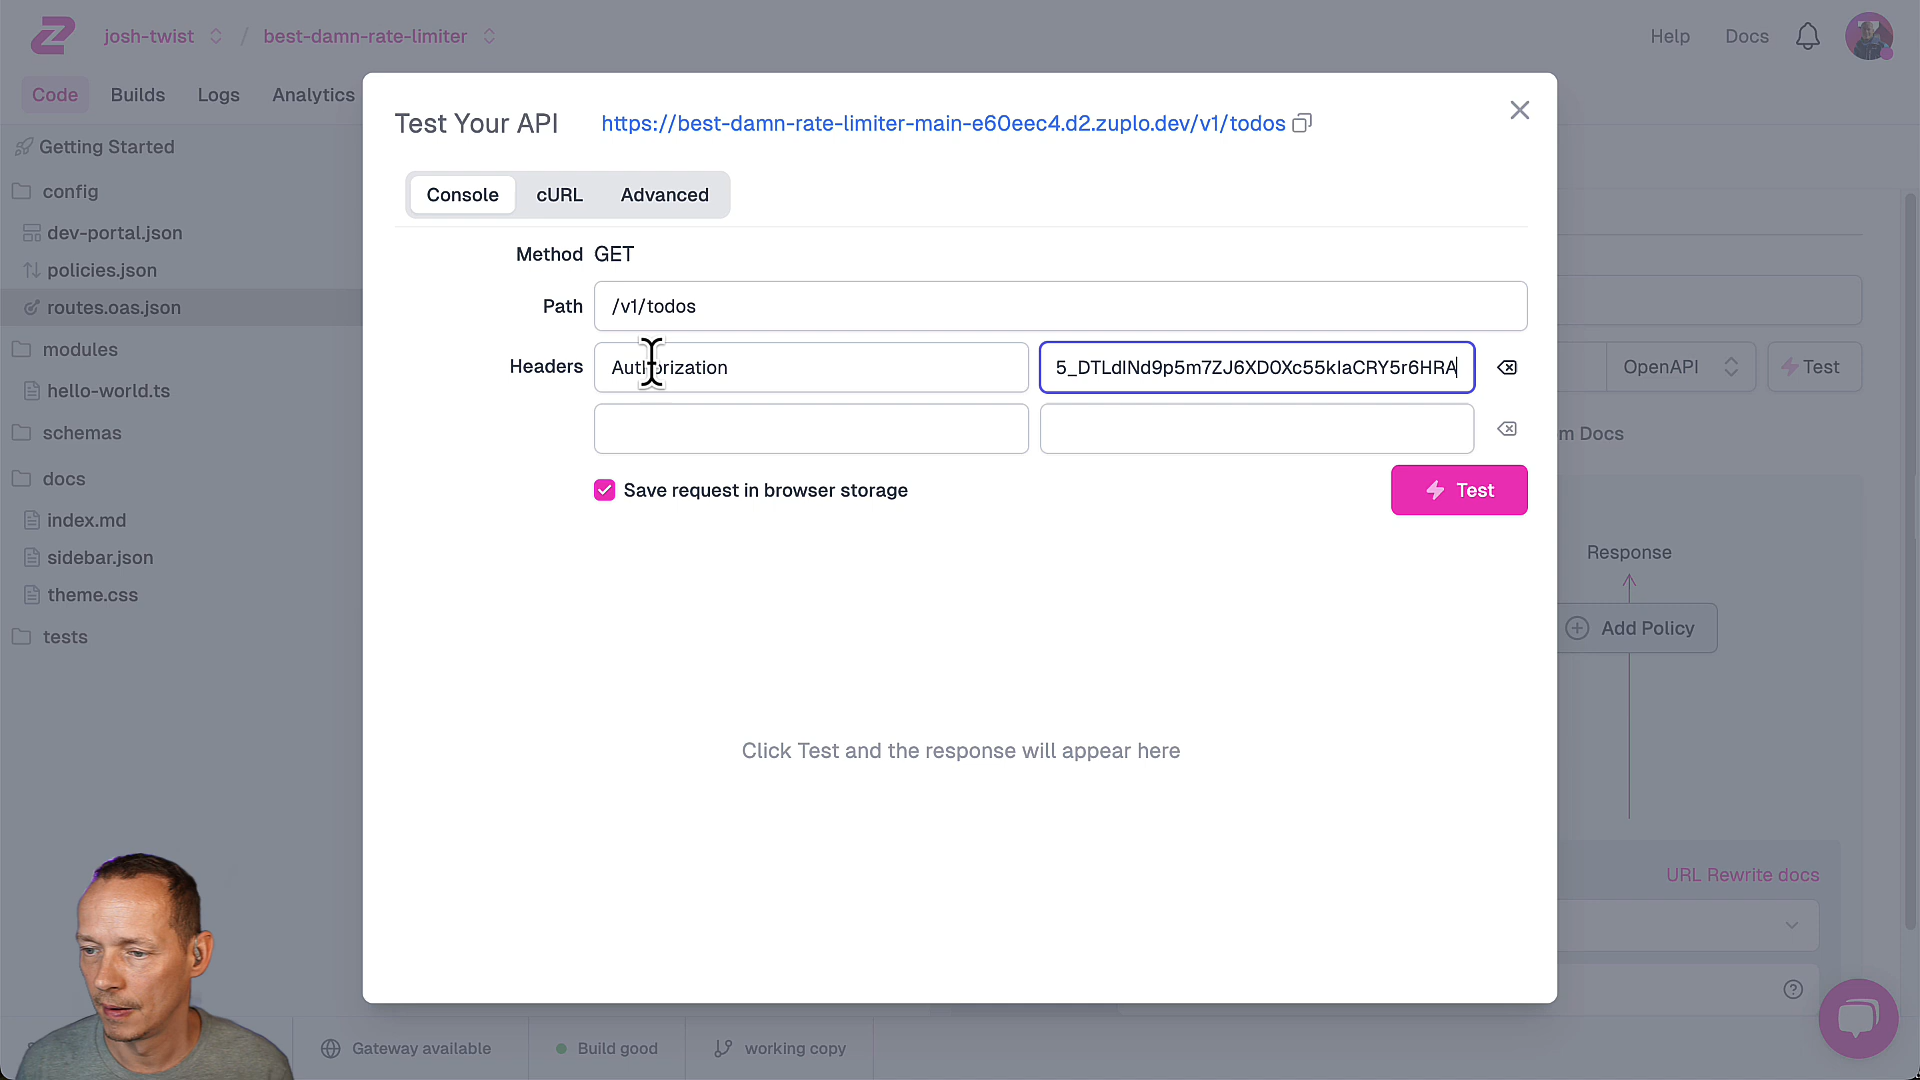 josh-twist / best-damn-rate-limiter
Help Docs
Code Builds Logs Analytics
Getting Started
config
dev-portal.json
policies.json
routes.oas.json
modules
hello-world.ts
schemas
docs
index.md
sidebar.json
theme.css
tests
Test Your API https://best-damn-rate-limiter-main-e60eec4.d2.zuplo.dev/v1/todos
Console cURL Advanced
Method GET
Path /v1/todos
Headers Authorization 5_DTLdINd9p5m7ZJ6XD0Xc55kIaCRY5r6HRA
Save request in browser storage
Test
Click Test and the response will appear here
OpenAPI Test
m Docs
Response
Add Policy
URL Rewrite docs
Gateway available Build good working copy